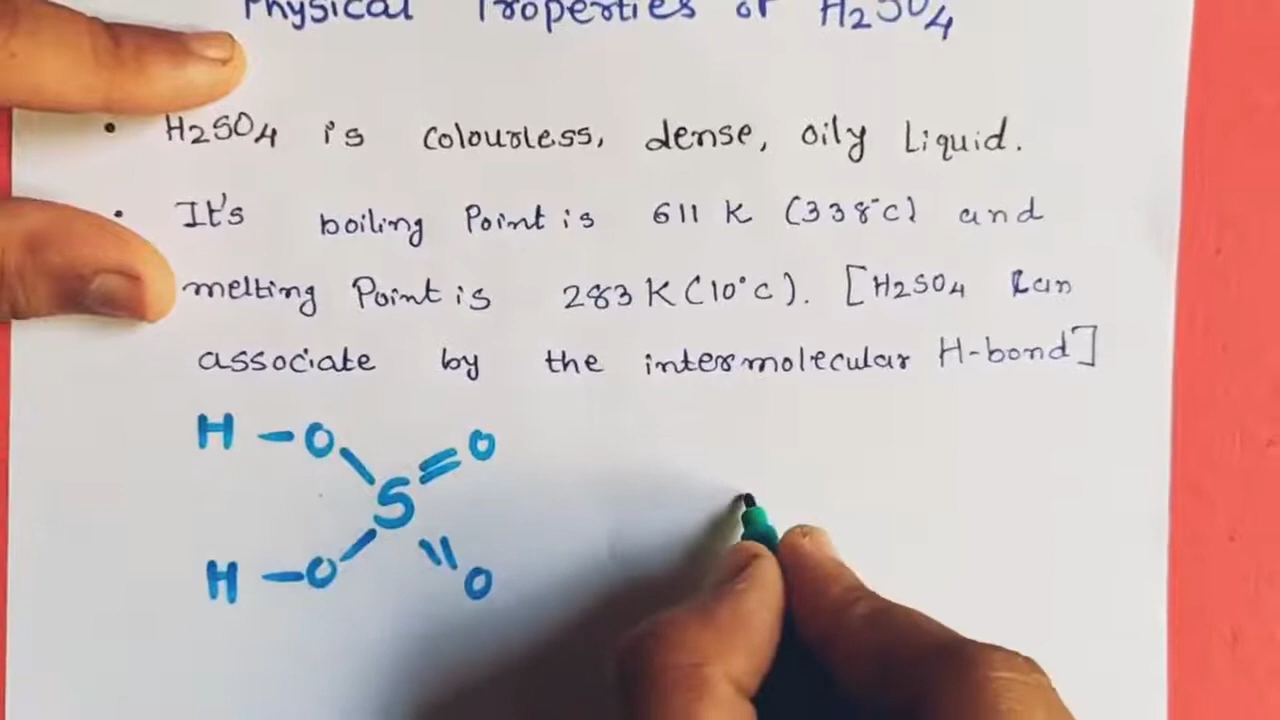 Physical Properties of H2SO4
• H2SO4 is colourless, dense, oily Liquid.
• It's boiling Point is 611 K (338°c) and
melting Point is 283 K (10°c). [H2SO4 can
associate by the intermolecular H-bond]
H - O O
S
H - O O